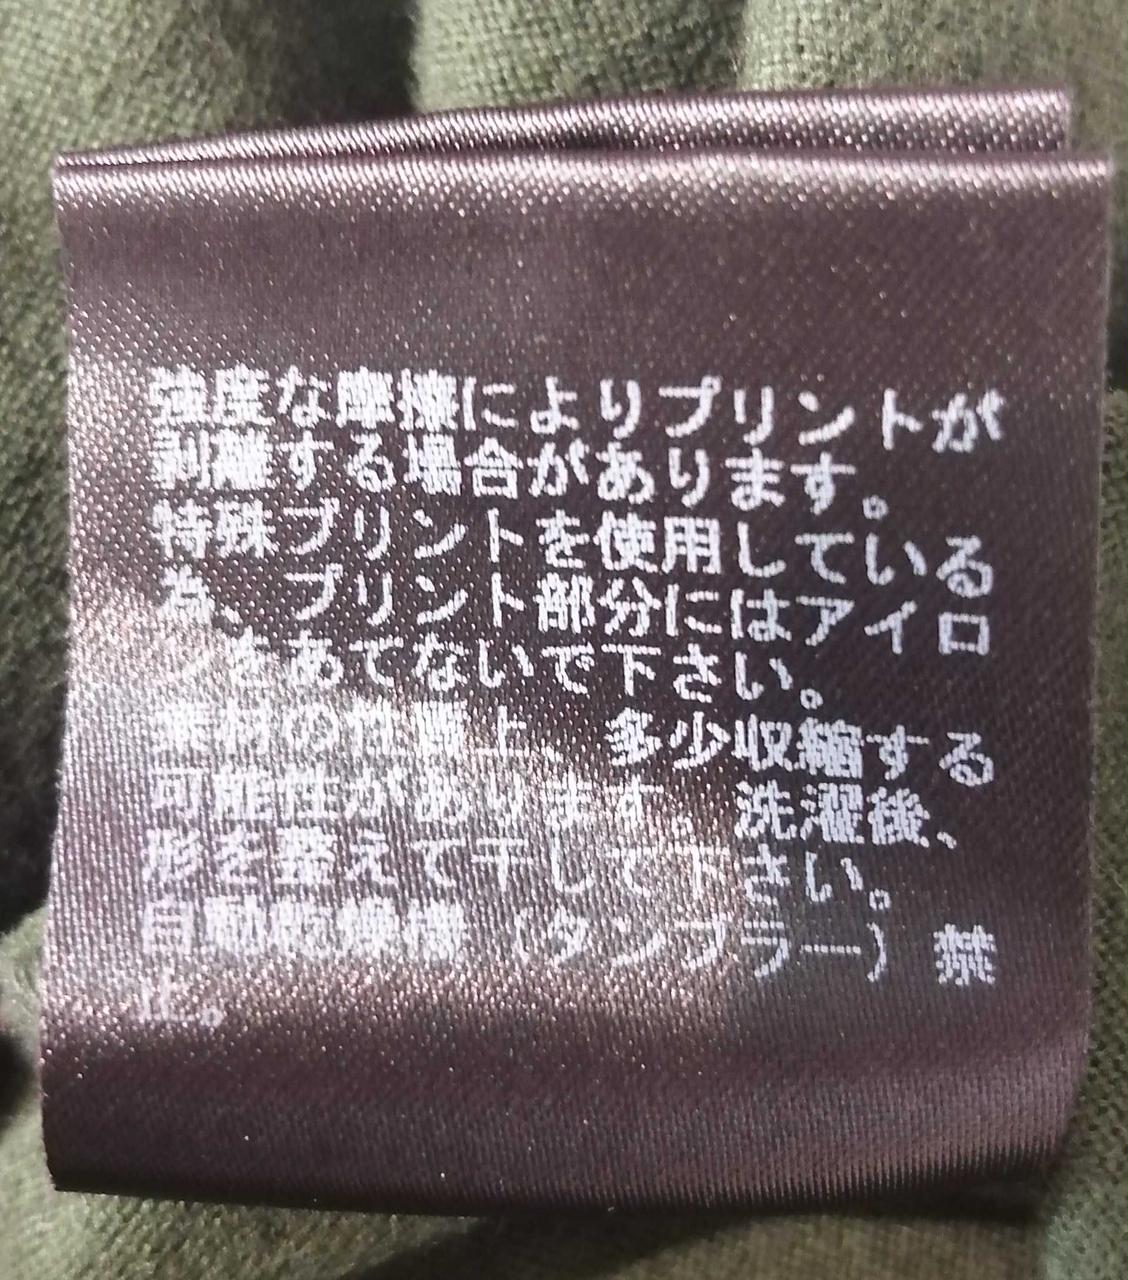 強度な摩擦によりプリントが
剥離する場合があります。
特殊プリントを使用している
為、プリント部分にはアイロ
ンをあてないで下さい。
素材の性質上、多少収縮する
可能性があります。洗濯後、
形を整えて干して下さい。
自動乾燥機（タンブラー）禁
止。